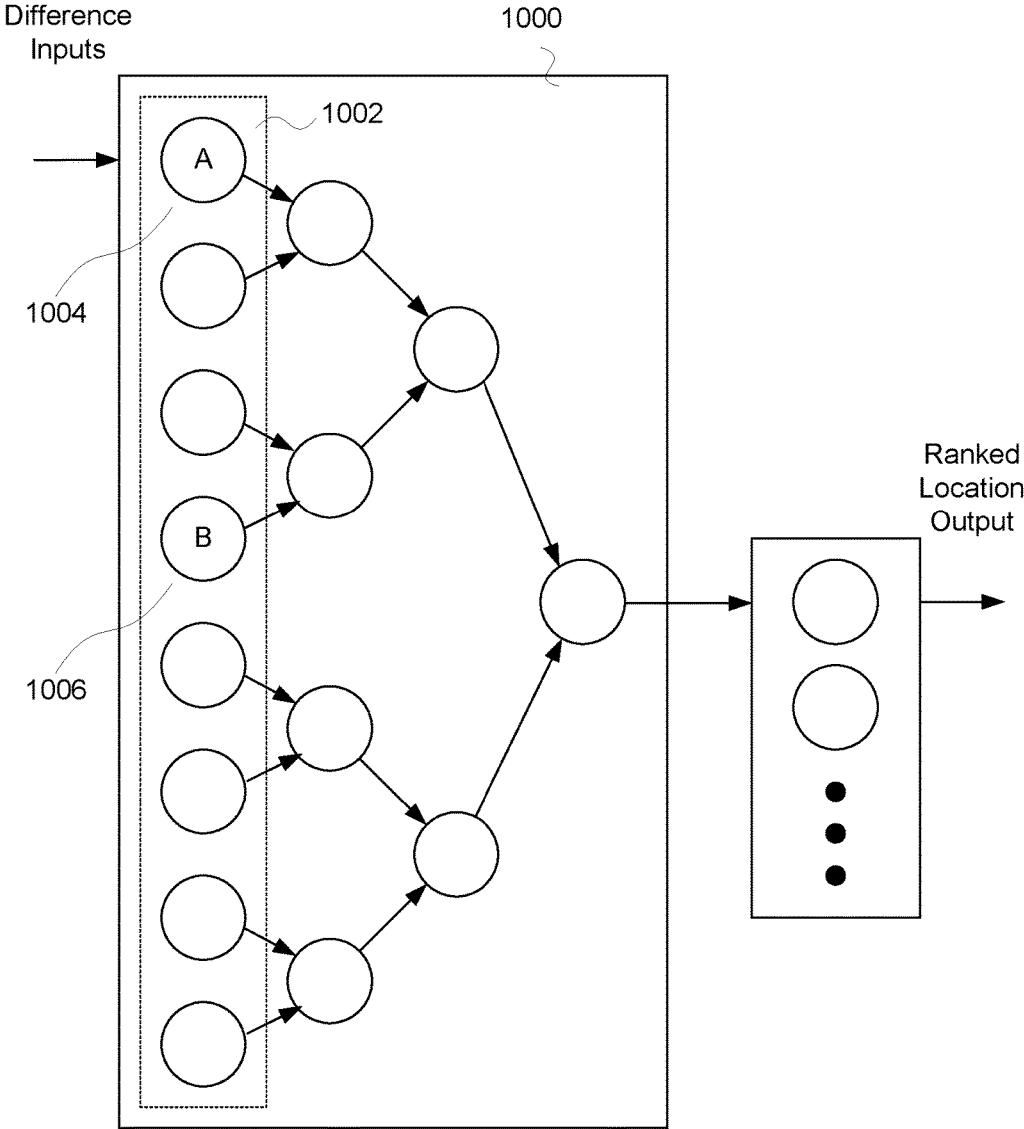 Difference
Inputs
1000
1002
A
1004
B
1006
Ranked
Location
Output